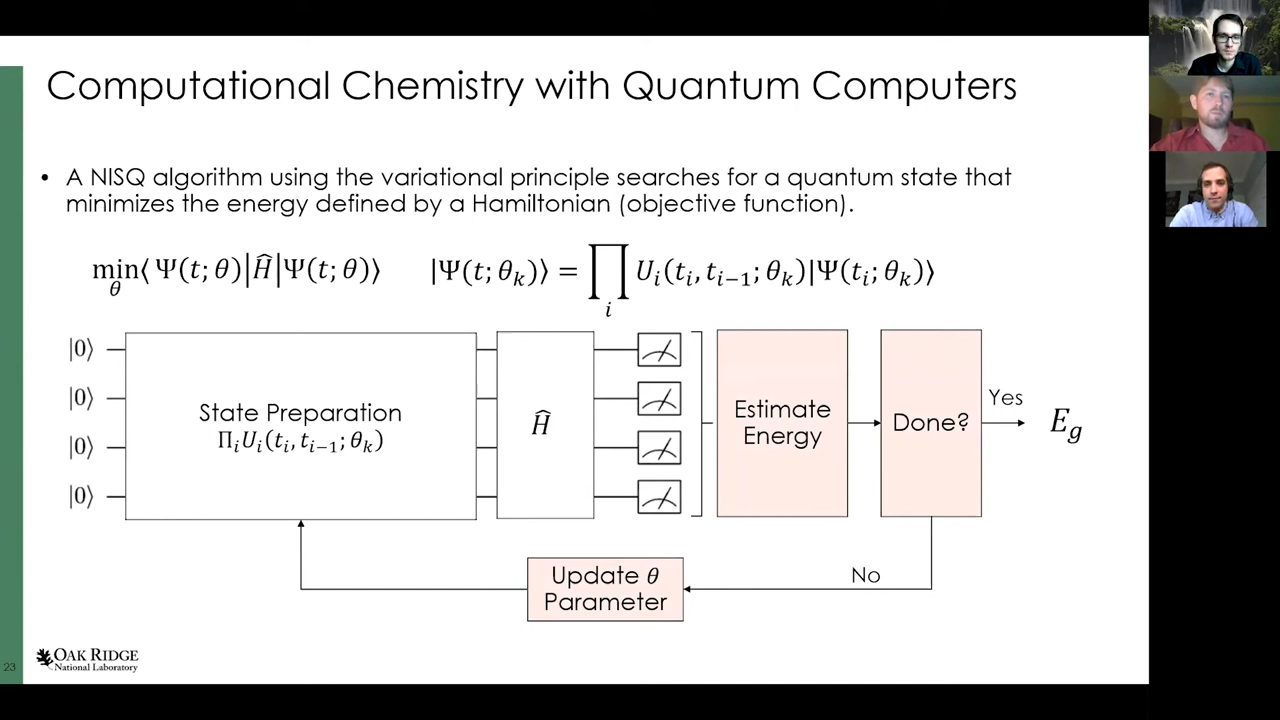 Computational Chemistry with Quantum Computers
• A NISQ algorithm using the variational principle searches for a quantum state that
minimizes the energy defined by a Hamiltonian (objective function).
min⟨ Ψ(t; θ)|Ĥ|Ψ(t; θ)⟩
θ
|Ψ(t; θₖ)⟩ = ∏ Uᵢ(tᵢ, tᵢ₋₁; θₖ)|Ψ(tᵢ; θₖ)⟩
i
|0⟩
|0⟩
|0⟩
|0⟩
State Preparation
ΠᵢUᵢ(tᵢ, tᵢ₋₁; θₖ)
Ĥ
Estimate
Energy
Done?
Yes
E_g
No
Update θ
Parameter
23
OAK RIDGE
National Laboratory